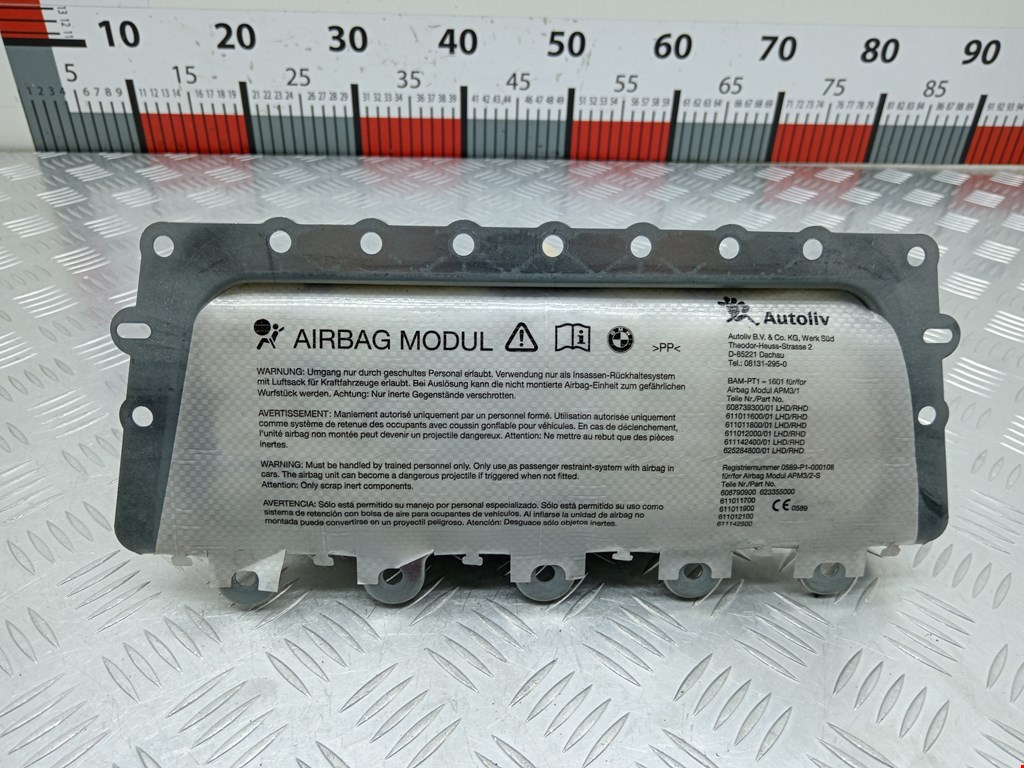 10 20 30 40 50 60 70 80 90
5 15 25 35 45 55 65 75 85
AIRBAG MODUL >PP<
WARNUNG: Umgang nur durch geschultes Personal erlaubt. Verwendung nur als Insassen-Rückhaltesystem
mit Luftsack für Kraftfahrzeuge erlaubt. Bei Auslösung kann die nicht montierte Airbag-Einheit zum gefährlichen
Wurfstück werden. Achtung: Nur inerte Gegenstände verschrotten.
AVERTISSEMENT: Maniement autorisé uniquement par un personnel formé. Utilisation autorisée uniquement
comme système de retenue des occupants avec coussin gonflable pour véhicules. En cas de déclenchement,
l'unité airbag non montée peut devenir un projectile dangereux. Attention: Ne mettre au rebut que des pièces
inertes.
WARNING: Must be handled by trained personnel only. Only use as passenger restraint-system with airbag in
cars. The airbag unit can become a dangerous projectile if triggered when not fitted.
Attention: Only scrap inert components.
AVERTENCIA: Sólo está permitido su manejo por personal especializado. Sólo está permitido su uso como
sistema de retención con bolsa de aire para ocupantes de vehículos. Al inflarse la unidad de airbag no
montada puede convertirse en un proyectil peligroso. Atención: Desguace sólo objetos inertes.
Autoliv
Autoliv B.V. & Co. KG, Werk Süd
Theodor-Heuss-Strasse 2
D-85221 Dachau
Tel.: 08131-295-0
BAM-PT1 – 1601 für/for
Airbag Modul APM3/1
Teile Nr./Part No.
608739300/01 LHD/RHD
611011600/01 LHD/RHD
611011800/01 LHD/RHD
611012000/01 LHD/RHD
611142400/01 LHD/RHD
625284800/01 LHD/RHD
Registriernummer 0589-P1-000108
für/for Airbag Modul APM3/2-S
Teile Nr./Part No.
608790900 623355000
611011700
611011900 CE 0589
611012100
611142500